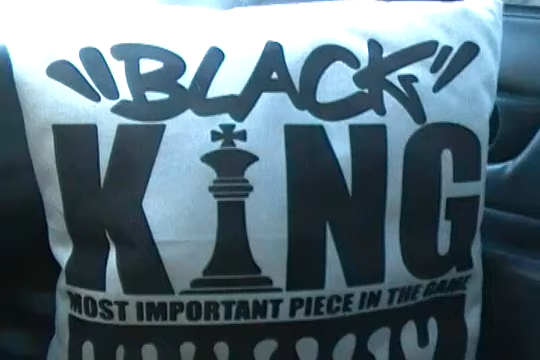 "BLACK"
KING
MOST IMPORTANT PIECE IN THE GAME